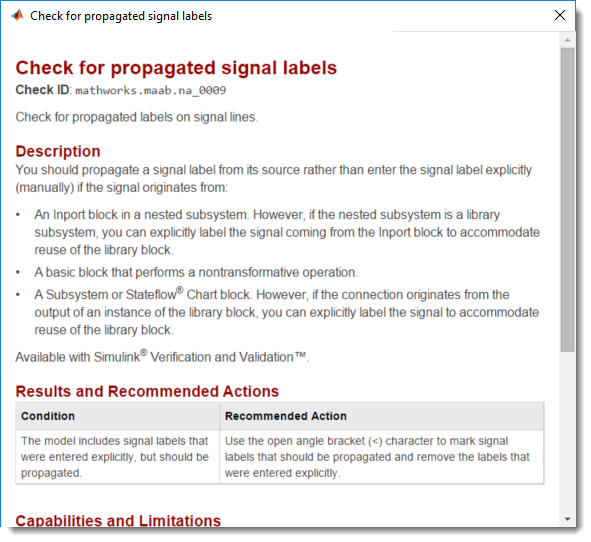 Check for propagated signal labels
Check for propagated signal labels
Check ID: mathworks.maab.na_0009
Check for propagated labels on signal lines.
Description
You should propagate a signal label from its source rather than enter the signal label explicitly
(manually) if the signal originates from:
• An Inport block in a nested subsystem. However, if the nested subsystem is a library
subsystem, you can explicitly label the signal coming from the Inport block to accommodate
reuse of the library block.
• A basic block that performs a nontransformative operation.
• A Subsystem or Stateflow® Chart block. However, if the connection originates from the
output of an instance of the library block, you can explicitly label the signal to accommodate
reuse of the library block.
Available with Simulink® Verification and Validation™.
Results and Recommended Actions
Condition
Recommended Action
The model includes signal labels that
were entered explicitly, but should be
propagated.
Use the open angle bracket (<) character to mark signal
labels that should be propagated and remove the labels that
were entered explicitly.
Capabilities and Limitations